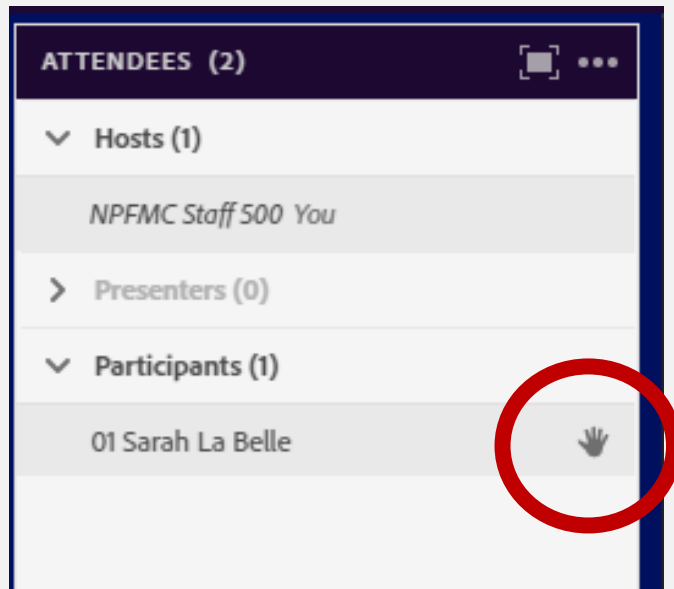 ATTENDEES (2)
Hosts (1)
NPFMC Staff 500 You
Presenters (0)
Participants (1)
01 Sarah La Belle